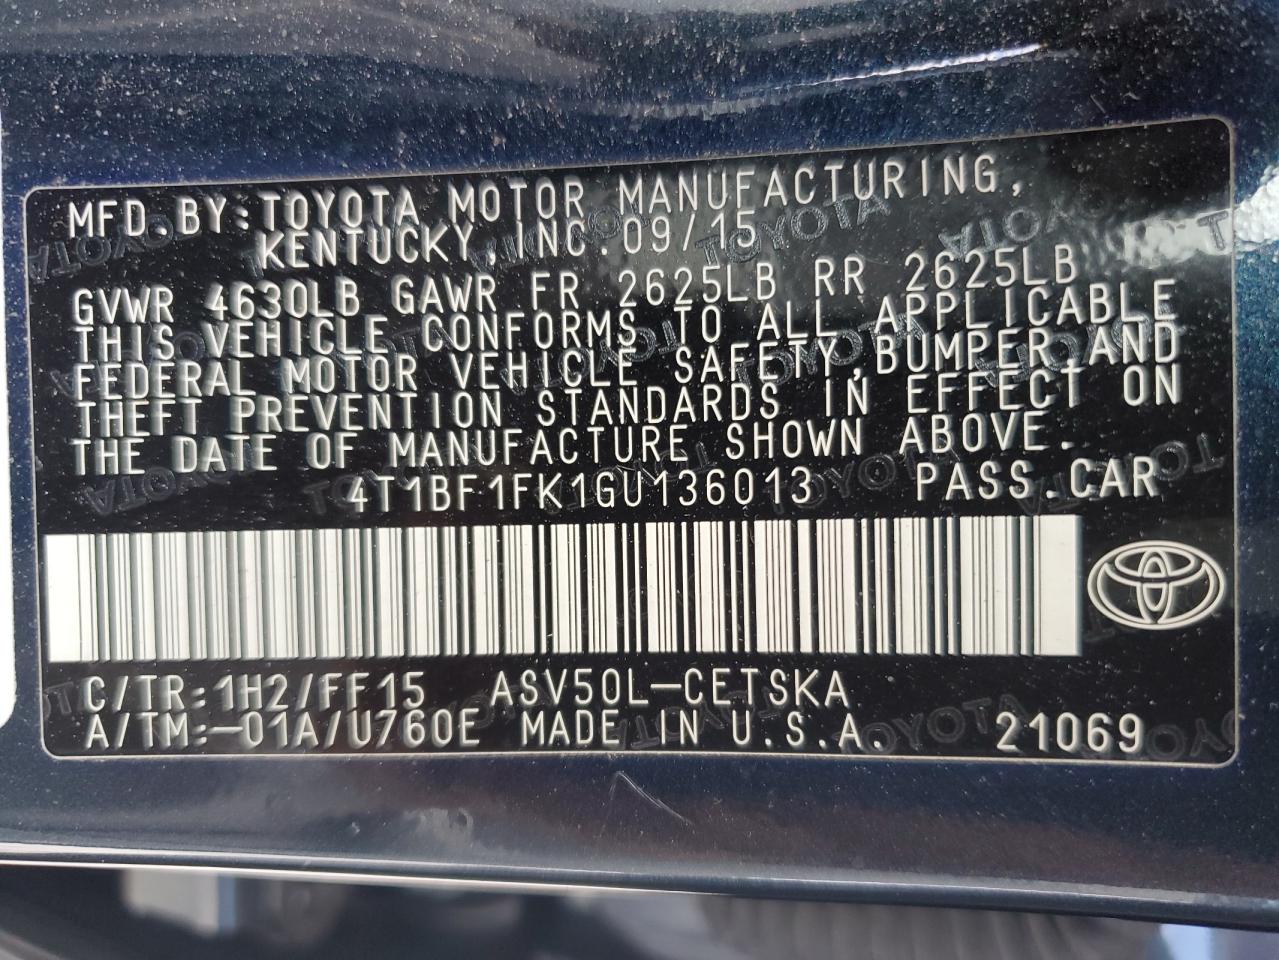 MFD.BY:TOYOTA MOTOR MANUFACTURING,
KENTUCKY,INC.09/15
GVWR 4630LB GAWR FR 2625LB RR 2625LB
THIS VEHICLE CONFORMS TO ALL APPLICABLE
FEDERAL MOTOR VEHICLE SAFETY,BUMPER,AND
THEFT PREVENTION STANDARDS IN EFFECT ON
THE DATE OF MANUFACTURE SHOWN ABOVE.
4T1BF1FK1GU136013 PASS.CAR
C/TR:1H2/FF15 ASV50L-CETSKA
A/TM:-01A/U760E MADE IN U.S.A. 21069